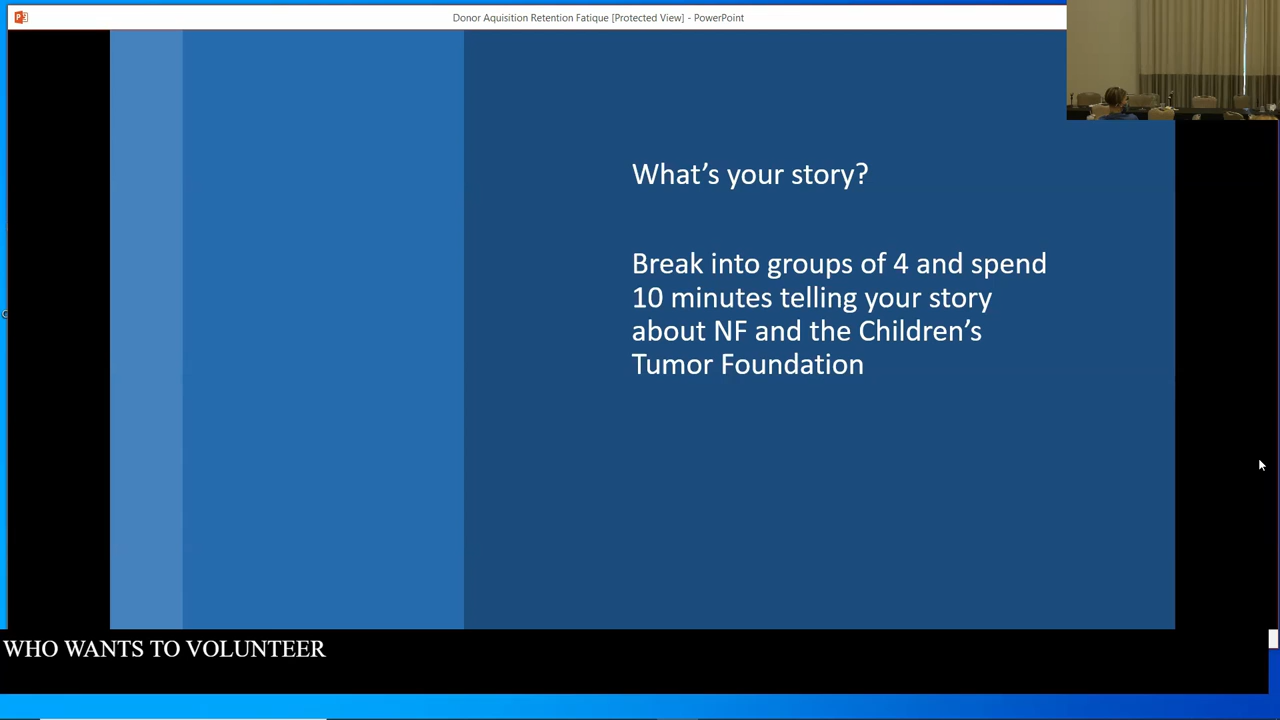 Donor Aquisition Retention Fatique [Protected View] - PowerPoint
What's your story?
Break into groups of 4 and spend
10 minutes telling your story
about NF and the Children's
Tumor Foundation
WHO WANTS TO VOLUNTEER